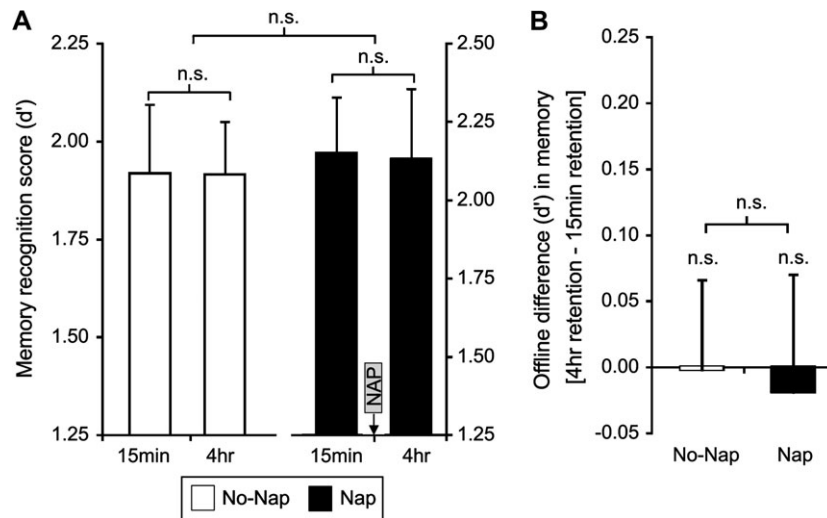 A
B
n.s.
n.s.
n.s.
Memory recognition score (d')
2.25
2.00
1.75
1.50
1.25
2.50
2.25
2.00
1.75
1.50
1.25
NAP
15min
4hr
15min
4hr
No-Nap
Nap
Offline difference (d') in memory
[4hr retention - 15min retention]
0.25
0.20
0.15
0.10
0.05
0.00
-0.05
n.s.
n.s.
n.s.
No-Nap
Nap